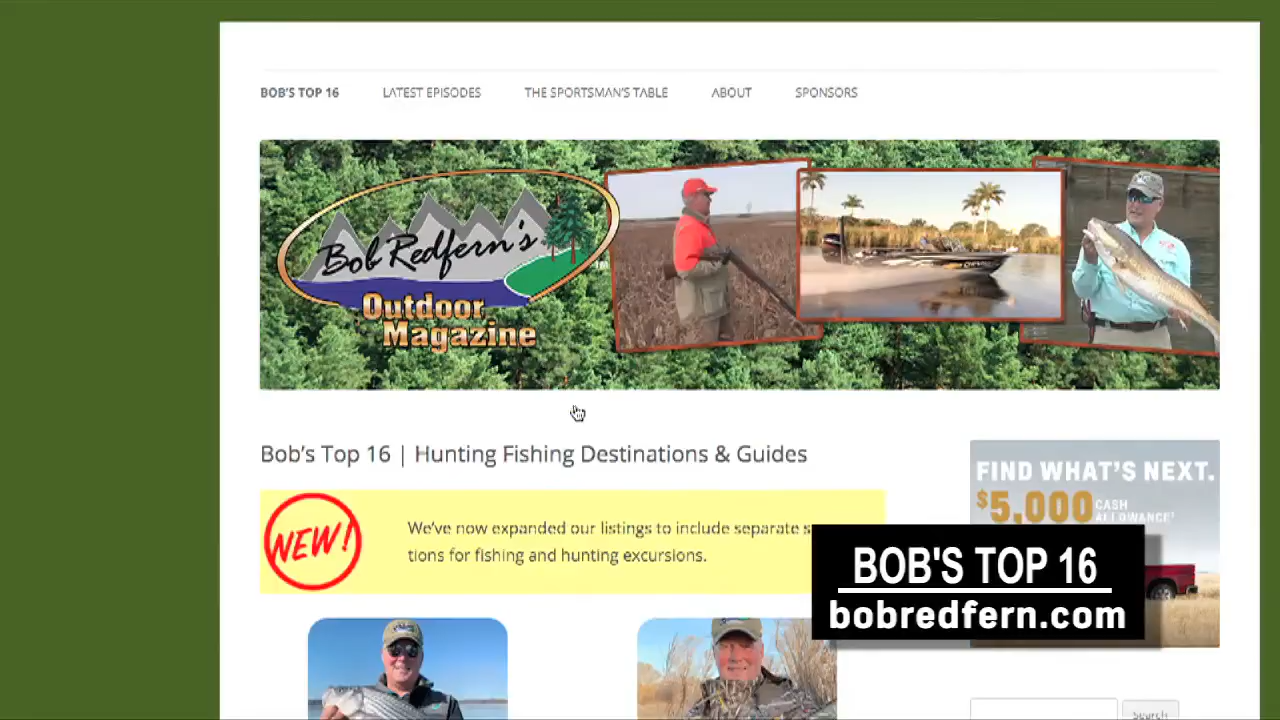 BOB'S TOP 16
LATEST EPISODES
THE SPORTSMAN'S TABLE
ABOUT
SPONSORS
Bob Redfern's
Outdoor
Magazine
Bob's Top 16 | Hunting Fishing Destinations & Guides
NEW!
We've now expanded our listings to include separate s
tions for fishing and hunting excursions.
FIND WHAT'S NEXT.
$5,000 CASH
ALLOWANCE
BOB'S TOP 16
bobredfern.com
Search